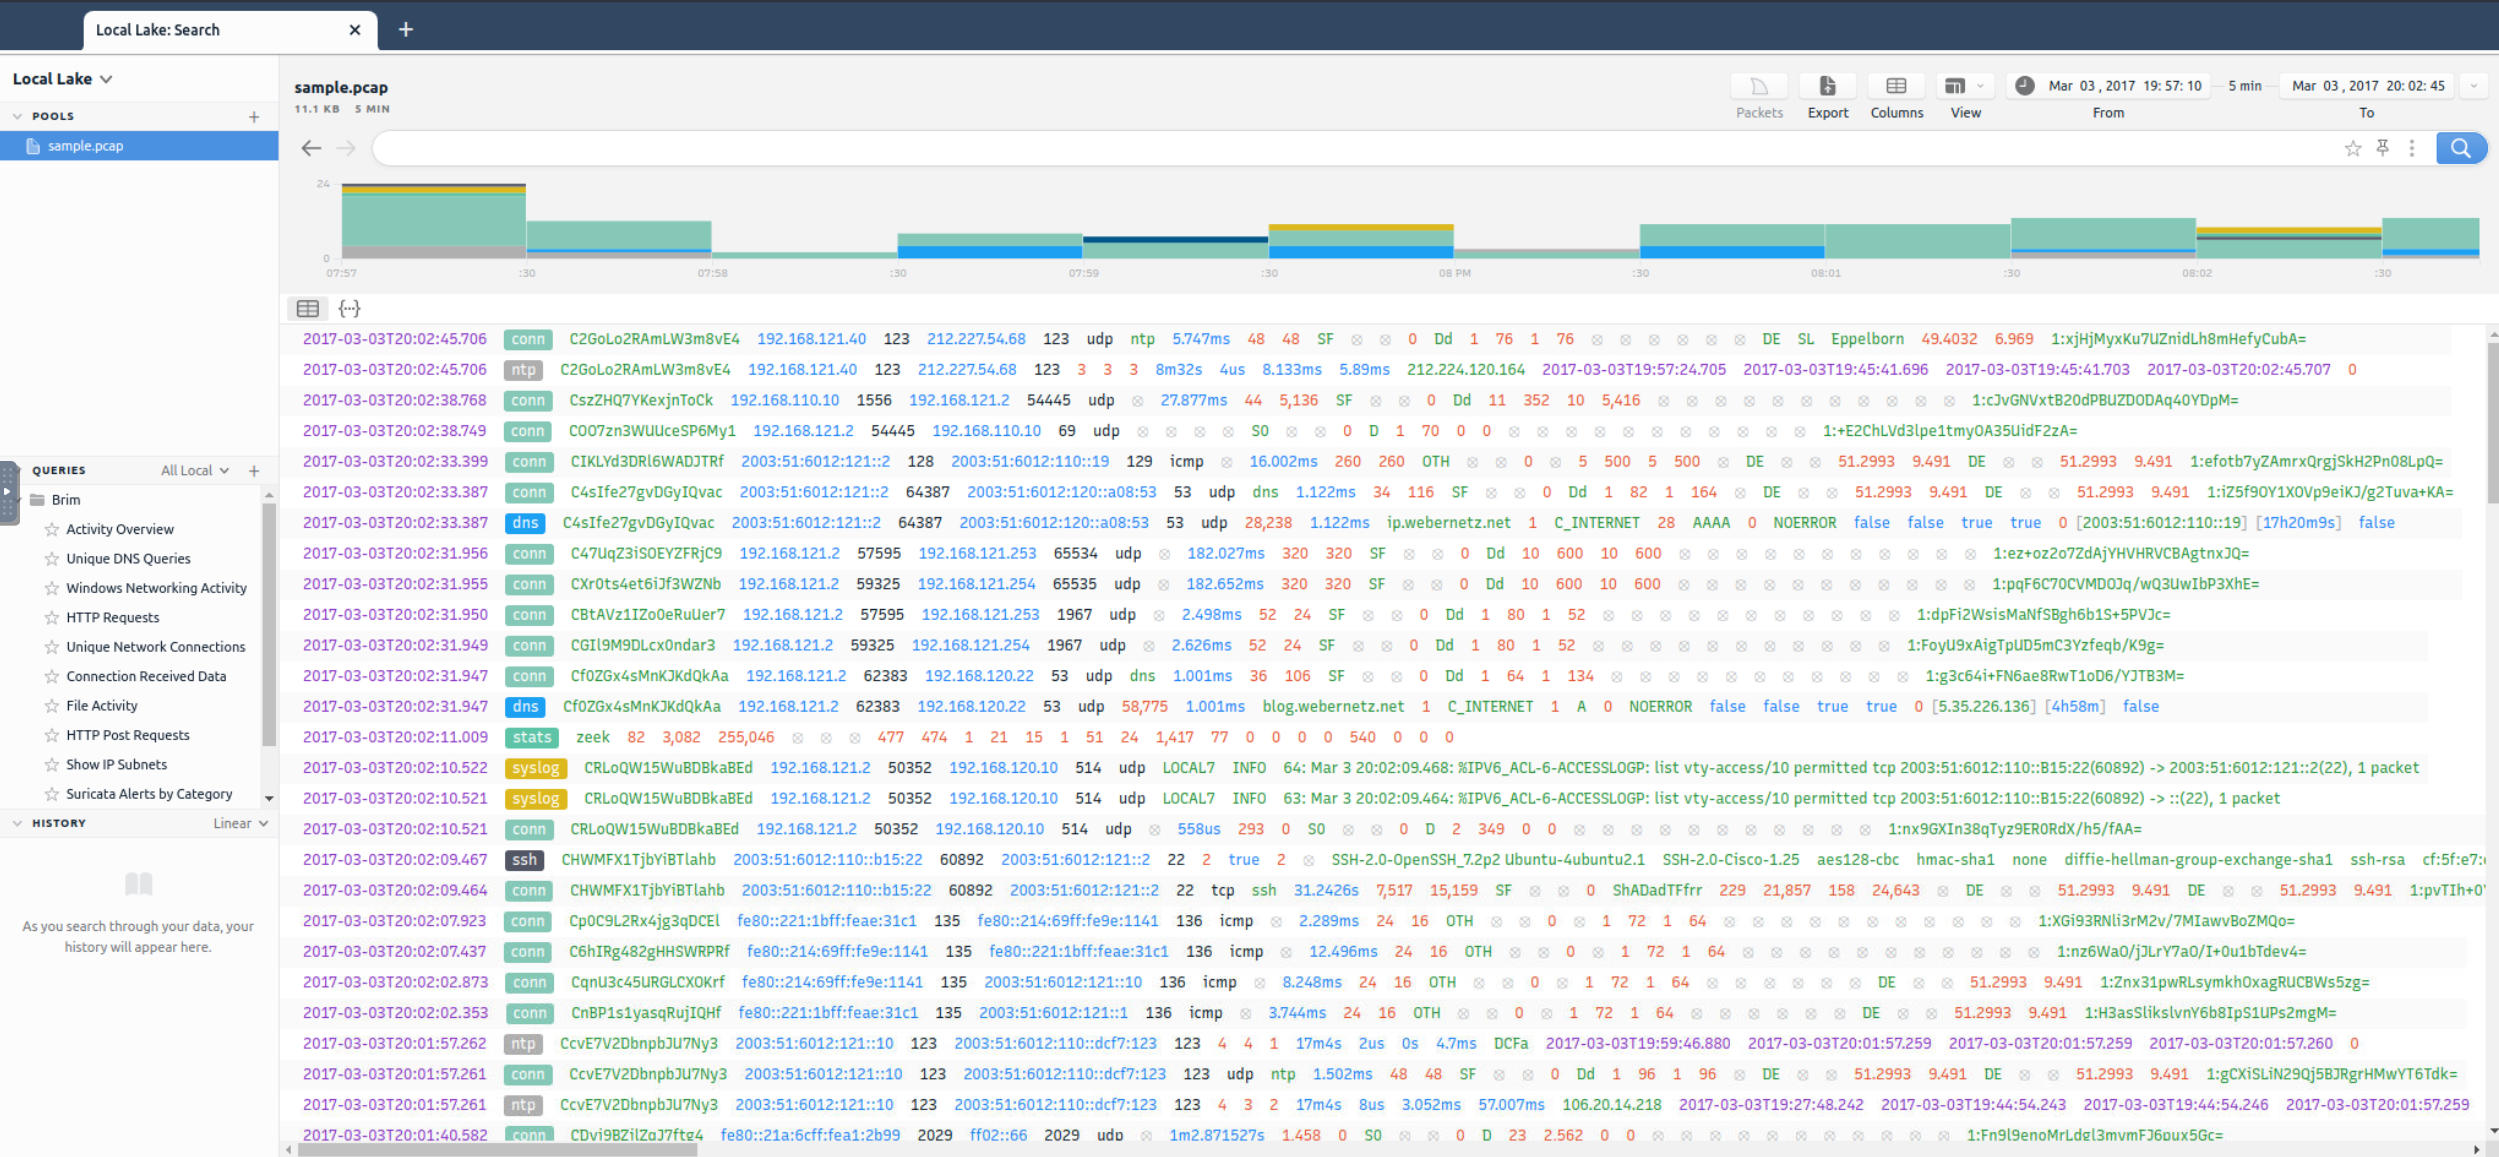 Local Lake: Search
Local Lake
sample.pcap
11.1 KB 5 MIN
Packets Export Columns View
Mar 03 , 2017 19: 57: 10 5 min Mar 03 , 2017 20: 02: 45
From To
POOLS
sample.pcap
24
0
07:57 :30 07:58 :30 07:59 :30 08 PM :30 08:01 :30 08:02 :30
QUERIES All Local
Brim
Activity Overview
Unique DNS Queries
Windows Networking Activity
HTTP Requests
Unique Network Connections
Connection Received Data
File Activity
HTTP Post Requests
Show IP Subnets
Suricata Alerts by Category
HISTORY Linear
As you search through your data, your
history will appear here.
2017-03-03T20:02:45.706 conn C2GoLo2RAmLW3m8vE4 192.168.121.40 123 212.227.54.68 123 udp ntp 5.747ms 48 48 SF 0 Dd 1 76 1 76 DE SL Eppelborn 49.4032 6.969 1:xjHjMyxKu7UZnidLh8mHefyCubA=
2017-03-03T20:02:45.706 ntp C2GoLo2RAmLW3m8vE4 192.168.121.40 123 212.227.54.68 123 3 3 3 8m32s 4us 8.133ms 5.89ms 212.224.120.164 2017-03-03T19:57:24.705 2017-03-03T19:45:41.696 2017-03-03T19:45:41.703 2017-03-03T20:02:45.707 0
2017-03-03T20:02:38.768 conn CszZHQ7YKexjnToCk 192.168.110.10 1556 192.168.121.2 54445 udp 27.877ms 44 5,136 SF 0 Dd 11 352 10 5,416 1:cJvGNVxtB20dPBUZDODAq40YDpM=
2017-03-03T20:02:38.749 conn COO7zn3WUUceSP6My1 192.168.121.2 54445 192.168.110.10 69 udp S0 0 D 1 70 0 0 1:+E2ChLVd3lpe1tmyOA35UidF2zA=
2017-03-03T20:02:33.399 conn CIKLYd3DRl6WADJTRf 2003:51:6012:121::2 128 2003:51:6012:110::19 129 icmp 16.002ms 260 260 OTH 0 5 500 5 500 DE 51.2993 9.491 DE 51.2993 9.491 1:efotb7yZAmrxQrgjSkH2Pn08LpQ=
2017-03-03T20:02:33.387 conn C4sIfe27gvDGyIQvac 2003:51:6012:121::2 64387 2003:51:6012:120::a08:53 53 udp dns 1.122ms 34 116 SF 0 Dd 1 82 1 164 DE 51.2993 9.491 DE 51.2993 9.491 1:iZ5f9OY1XOVp9eiKJ/g2Tuva+KA=
2017-03-03T20:02:33.387 dns C4sIfe27gvDGyIQvac 2003:51:6012:121::2 64387 2003:51:6012:120::a08:53 53 udp 28,238 1.122ms ip.webernetz.net 1 C_INTERNET 28 AAAA 0 NOERROR false false true true 0 [2003:51:6012:110::19] [17h20m9s] false
2017-03-03T20:02:31.956 conn C47UqZ3iSOEYZFRjC9 192.168.121.2 57595 192.168.121.253 65534 udp 182.027ms 320 320 SF 0 Dd 10 600 10 600 1:ez+oz2o7ZdAjYHVHRVCBAgtnxJQ=
2017-03-03T20:02:31.955 conn CXr0ts4et6iJf3WZNb 192.168.121.2 59325 192.168.121.254 65535 udp 182.652ms 320 320 SF 0 Dd 10 600 10 600 1:pqF6C70CVMDOJq/wQ3UwIbP3XhE=
2017-03-03T20:02:31.950 conn CBtAVz1IZo0eRuUer7 192.168.121.2 57595 192.168.121.253 1967 udp 2.498ms 52 24 SF 0 Dd 1 80 1 52 1:dpFi2WsisMaNfSBgh6b1S+5PVJc=
2017-03-03T20:02:31.949 conn CGIl9M9DLcx0ndar3 192.168.121.2 59325 192.168.121.254 1967 udp 2.626ms 52 24 SF 0 Dd 1 80 1 52 1:FoyU9xAigTpUD5mC3Yzfeqb/K9g=
2017-03-03T20:02:31.947 conn Cf0ZGx4sMnKJKdQkAa 192.168.121.2 62383 192.168.120.22 53 udp dns 1.001ms 36 106 SF 0 Dd 1 64 1 134 1:g3c64i+FN6ae8RwT1oD6/YJTB3M=
2017-03-03T20:02:31.947 dns Cf0ZGx4sMnKJKdQkAa 192.168.121.2 62383 192.168.120.22 53 udp 58,775 1.001ms blog.webernetz.net 1 C_INTERNET 1 A 0 NOERROR false false true true 0 [5.35.226.136] [4h58m] false
2017-03-03T20:02:11.009 stats zeek 82 3,082 255,046 477 474 1 21 15 1 51 24 1,417 77 0 0 0 0 540 0 0 0
2017-03-03T20:02:10.522 syslog CRLoQW15WuBDBkaBEd 192.168.121.2 50352 192.168.120.10 514 udp LOCAL7 INFO 64: Mar 3 20:02:09.468: %IPV6_ACL-6-ACCESSLOGP: list vty-access/10 permitted tcp 2003:51:6012:110::B15:22(60892) -> 2003:51:6012:121::2(22), 1 packet
2017-03-03T20:02:10.521 syslog CRLoQW15WuBDBkaBEd 192.168.121.2 50352 192.168.120.10 514 udp LOCAL7 INFO 63: Mar 3 20:02:09.464: %IPV6_ACL-6-ACCESSLOGP: list vty-access/10 permitted tcp 2003:51:6012:110::B15:22(60892) -> ::(22), 1 packet
2017-03-03T20:02:10.521 conn CRLoQW15WuBDBkaBEd 192.168.121.2 50352 192.168.120.10 514 udp 558us 293 0 S0 0 D 2 349 0 0 1:nx9GXIn38qTyz9ER0RdX/h5/fAA=
2017-03-03T20:02:09.467 ssh CHWMFX1TjbYiBTlahb 2003:51:6012:110::b15:22 60892 2003:51:6012:121::2 22 2 true 2 SSH-2.0-OpenSSH_7.2p2 Ubuntu-4ubuntu2.1 SSH-2.0-Cisco-1.25 aes128-cbc hmac-sha1 none diffie-hellman-group-exchange-sha1 ssh-rsa cf:5f:e7:
2017-03-03T20:02:09.464 conn CHWMFX1TjbYiBTlahb 2003:51:6012:110::b15:22 60892 2003:51:6012:121::2 22 tcp ssh 31.2426s 7,517 15,159 SF 0 ShADadTFfrr 229 21,857 158 24,643 DE 51.2993 9.491 DE 51.2993 9.491 1:pvTIh+0
2017-03-03T20:02:07.923 conn Cp0C9L2Rx4jg3qDCEl fe80::221:1bff:feae:31c1 135 fe80::214:69ff:fe9e:1141 136 icmp 2.289ms 24 16 OTH 0 1 72 1 64 1:XGi93RNli3rM2v/7MIawvBoZMQo=
2017-03-03T20:02:07.437 conn C6hIRg482gHHSWRPRf fe80::214:69ff:fe9e:1141 135 fe80::221:1bff:feae:31c1 136 icmp 12.496ms 24 16 OTH 0 1 72 1 64 1:nz6WaO/jJLrY7aO/I+0u1bTdev4=
2017-03-03T20:02:02.873 conn CqnU3c45URGLCXOKrf fe80::214:69ff:fe9e:1141 135 2003:51:6012:121::10 136 icmp 8.248ms 24 16 OTH 0 1 72 1 64 DE 51.2993 9.491 1:Znx31pwRLsymkhOxagRUCBWs5zg=
2017-03-03T20:02:02.353 conn CnBP1s1yasqRujIQHf fe80::221:1bff:feae:31c1 135 2003:51:6012:121::1 136 icmp 3.744ms 24 16 OTH 0 1 72 1 64 DE 51.2993 9.491 1:H3asSlikslvnY6b8IpS1UPs2mgM=
2017-03-03T20:01:57.262 ntp CcvE7V2DbnpbJU7Ny3 2003:51:6012:121::10 123 2003:51:6012:110::dcf7:123 123 4 4 1 17m4s 2us 0s 4.7ms DCFa 2017-03-03T19:59:46.880 2017-03-03T20:01:57.259 2017-03-03T20:01:57.259 2017-03-03T20:01:57.260 0
2017-03-03T20:01:57.261 conn CcvE7V2DbnpbJU7Ny3 2003:51:6012:121::10 123 2003:51:6012:110::dcf7:123 123 udp ntp 1.502ms 48 48 SF 0 Dd 1 96 1 96 DE 51.2993 9.491 DE 51.2993 9.491 1:gCXiSLiN29Qj5BJRgrHMwYT6Tdk=
2017-03-03T20:01:57.261 ntp CcvE7V2DbnpbJU7Ny3 2003:51:6012:121::10 123 2003:51:6012:110::dcf7:123 123 4 3 2 17m4s 8us 3.052ms 57.007ms 106.20.14.218 2017-03-03T19:27:48.242 2017-03-03T19:44:54.243 2017-03-03T19:44:54.246 2017-03-03T20:01:57.259
2017-03-03T20:01:40.582 conn CDvj9BZjlZqJ7ftg4 fe80::21a:6cff:fea1:2b99 2029 ff02::66 2029 udp 1m2.871527s 1,458 0 S0 0 D 23 2,562 0 0 1:Fn9l9enoMrLdgl3mvmFJ6pux5Gc=